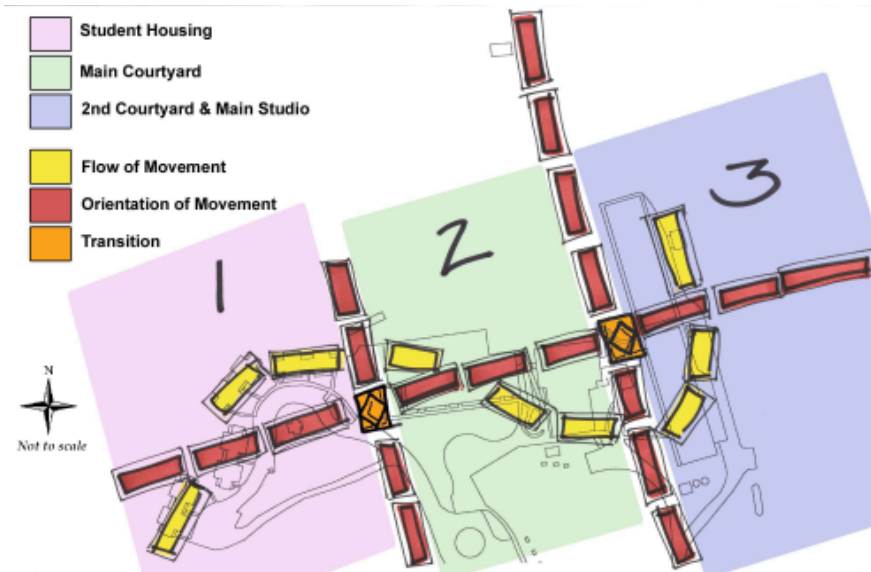 Student Housing
Main Courtyard
2nd Courtyard & Main Studio
Flow of Movement
Orientation of Movement
Transition
1
2
3
N
Not to scale